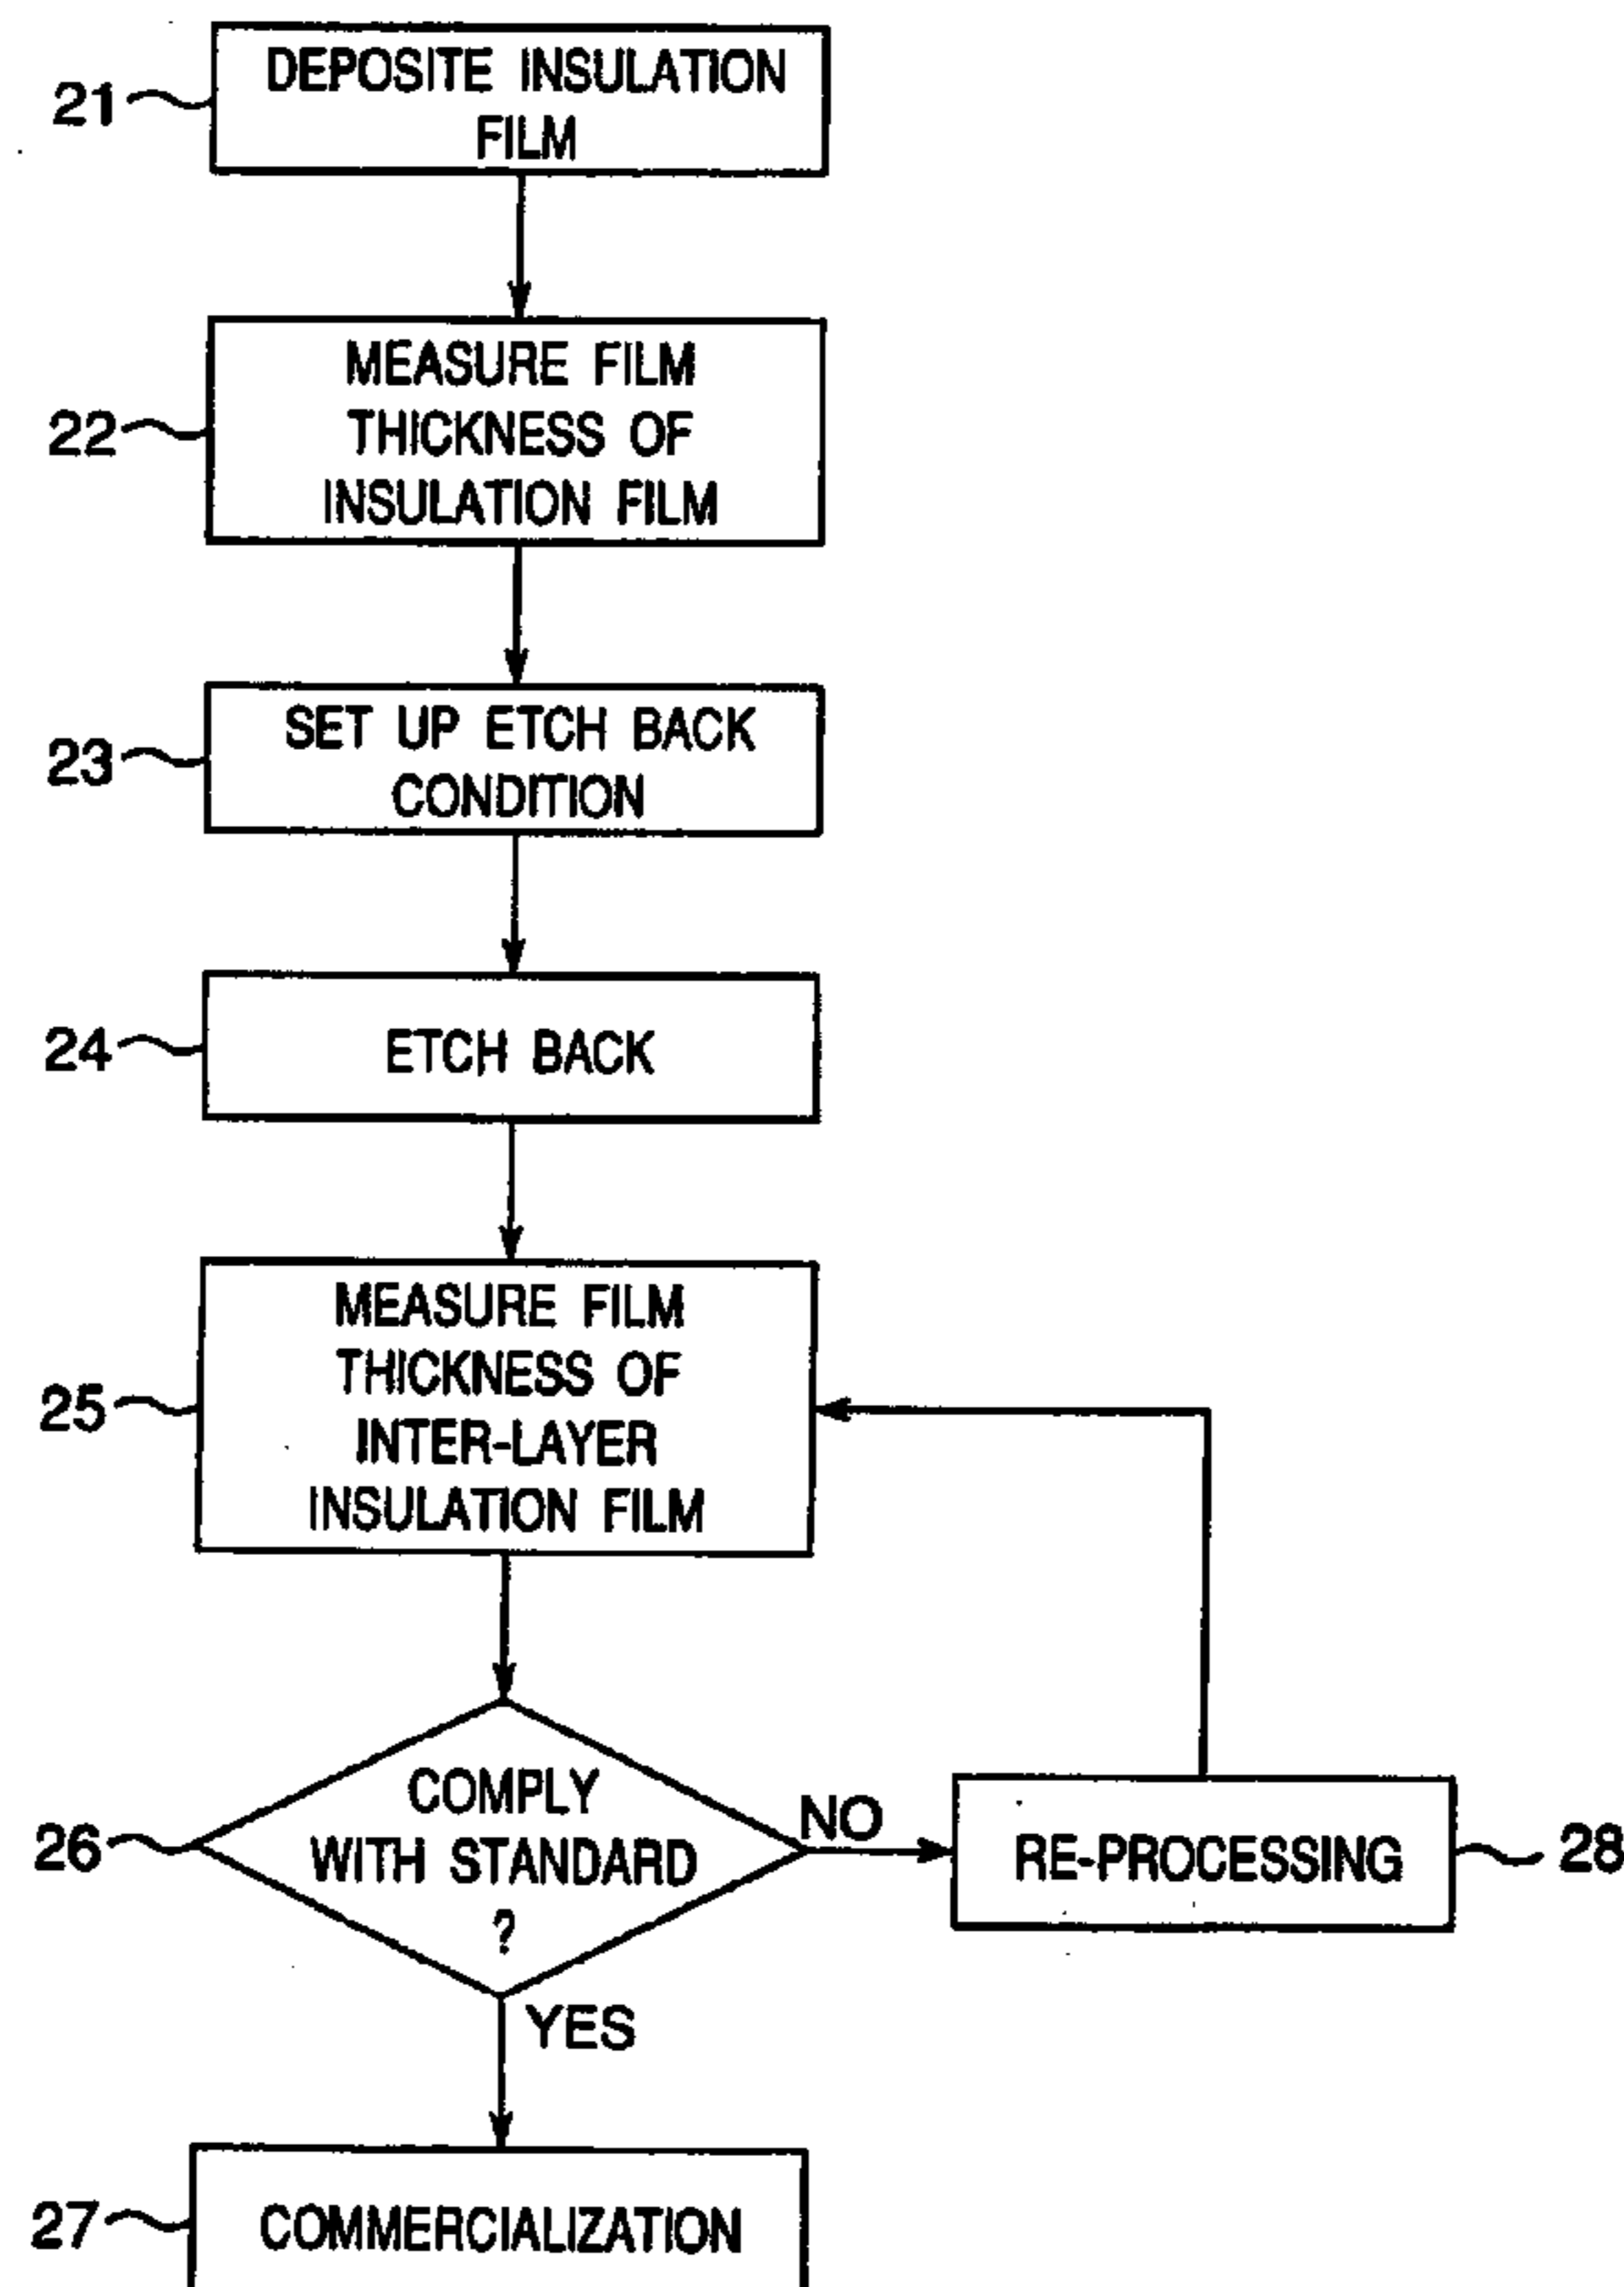 21
DEPOSITE INSULATION
FILM
22
MEASURE FILM
THICKNESS OF
INSULATION FILM
23
SET UP ETCH BACK
CONDITION
24
ETCH BACK
25
MEASURE FILM
THICKNESS OF
INTER-LAYER
INSULATION FILM
26
COMPLY
WITH STANDARD
?
NO
RE-PROCESSING
28
YES
27
COMMERCIALIZATION